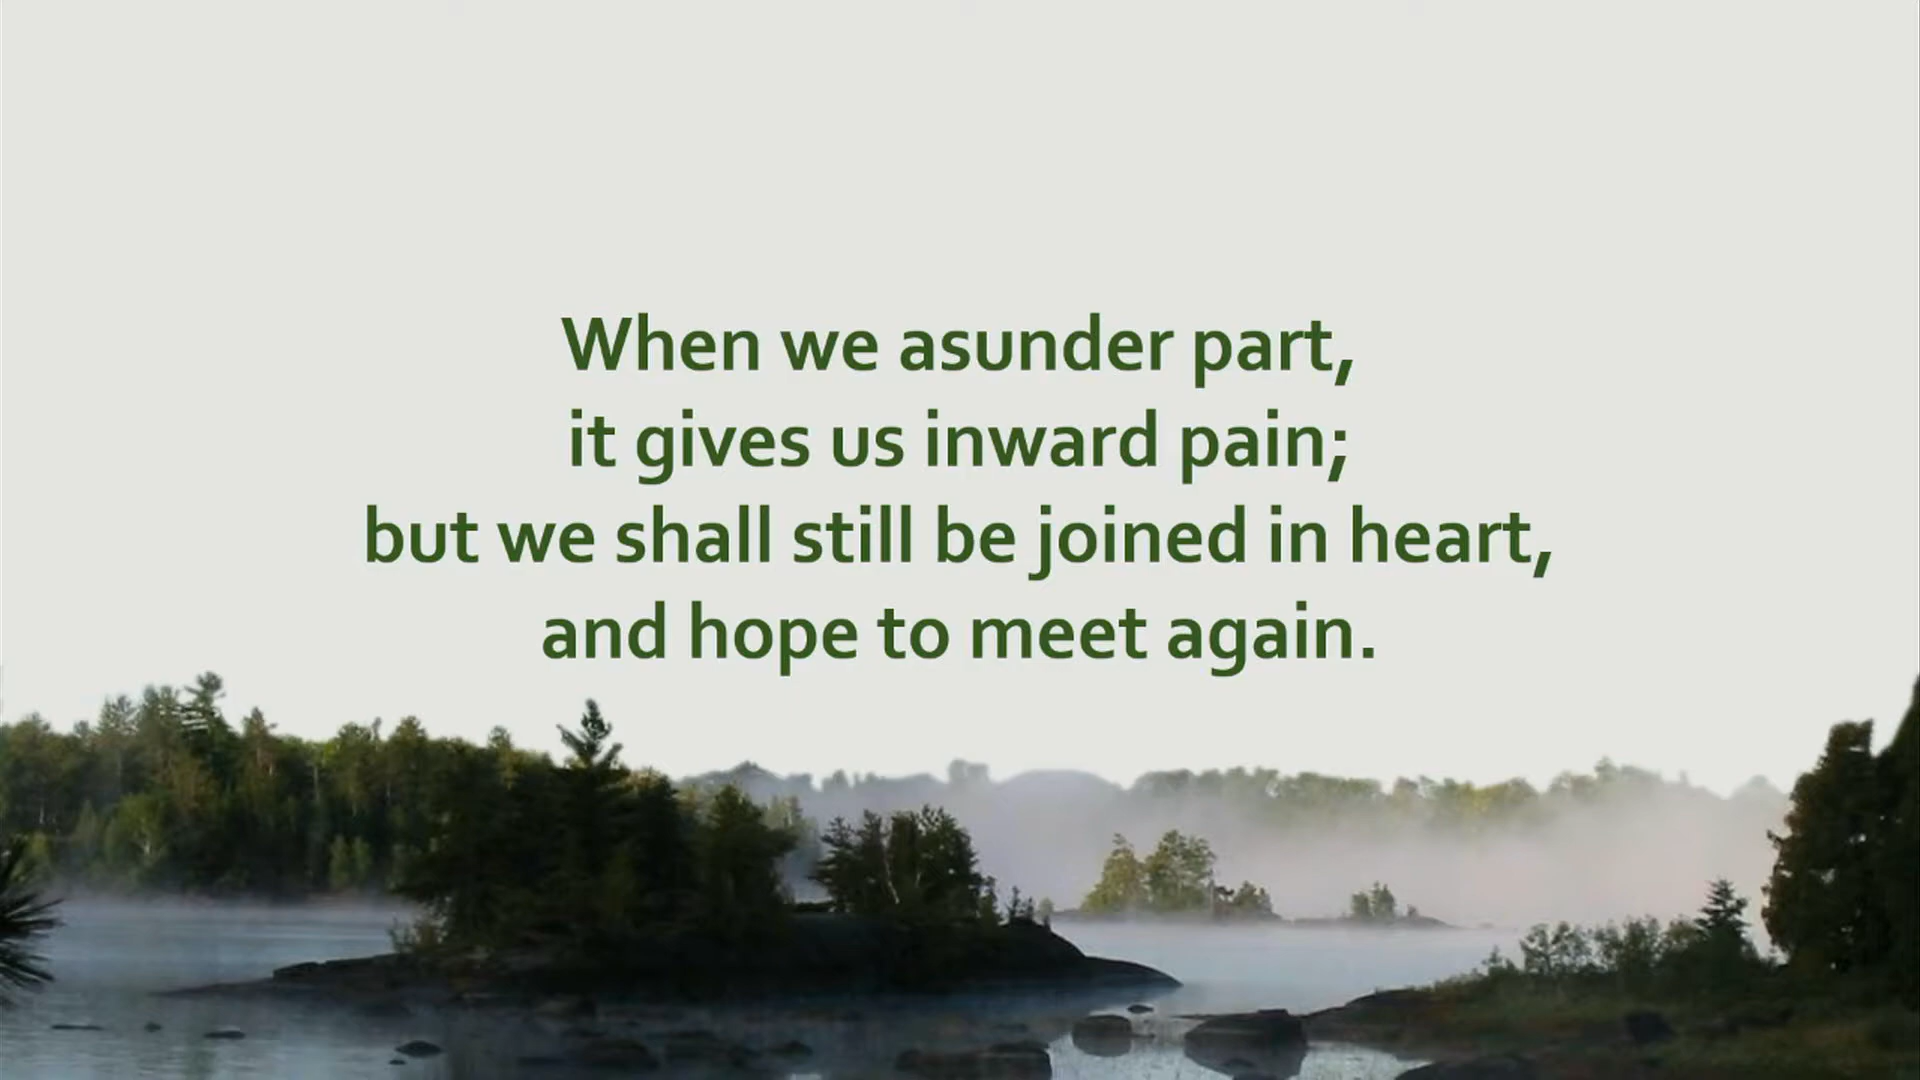 When we asunder part,
it gives us inward pain;
but we shall still be joined in heart,
and hope to meet again.